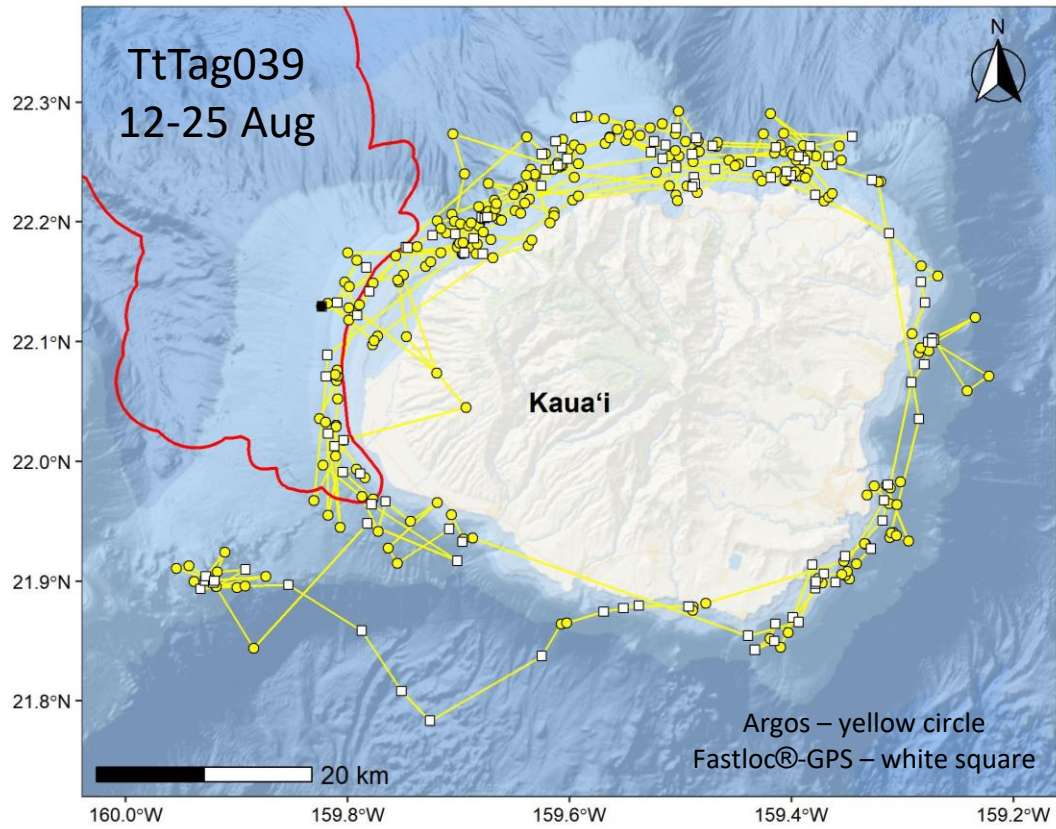 TtTag039
12-25 Aug
N
22.3°N
22.2°N
22.1°N
22.0°N
21.9°N
21.8°N
Kauaʻi
Argos – yellow circle
Fastloc®-GPS – white square
20 km
160.0°W
159.8°W
159.6°W
159.4°W
159.2°W